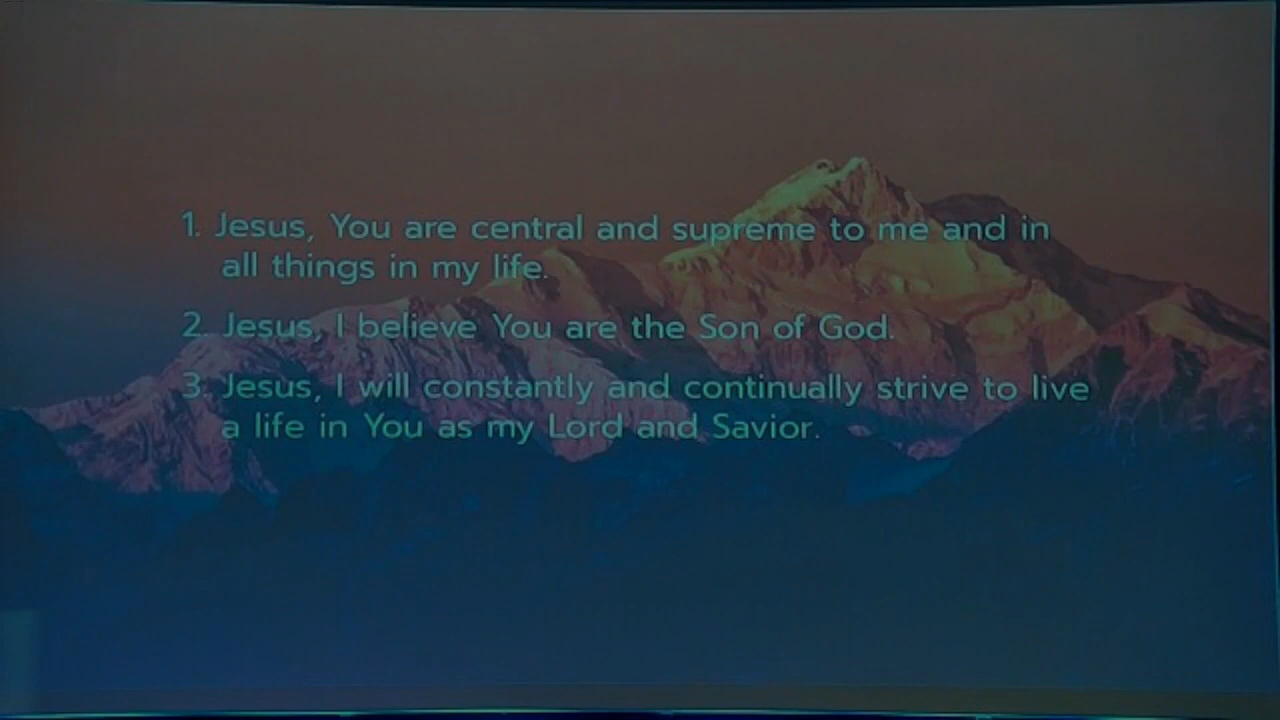 1. Jesus, You are central and supreme to me and in
all things in my life.
2. Jesus, I believe You are the Son of God.
3. Jesus, I will constantly and continually strive to live
a life in You as my Lord and Savior.